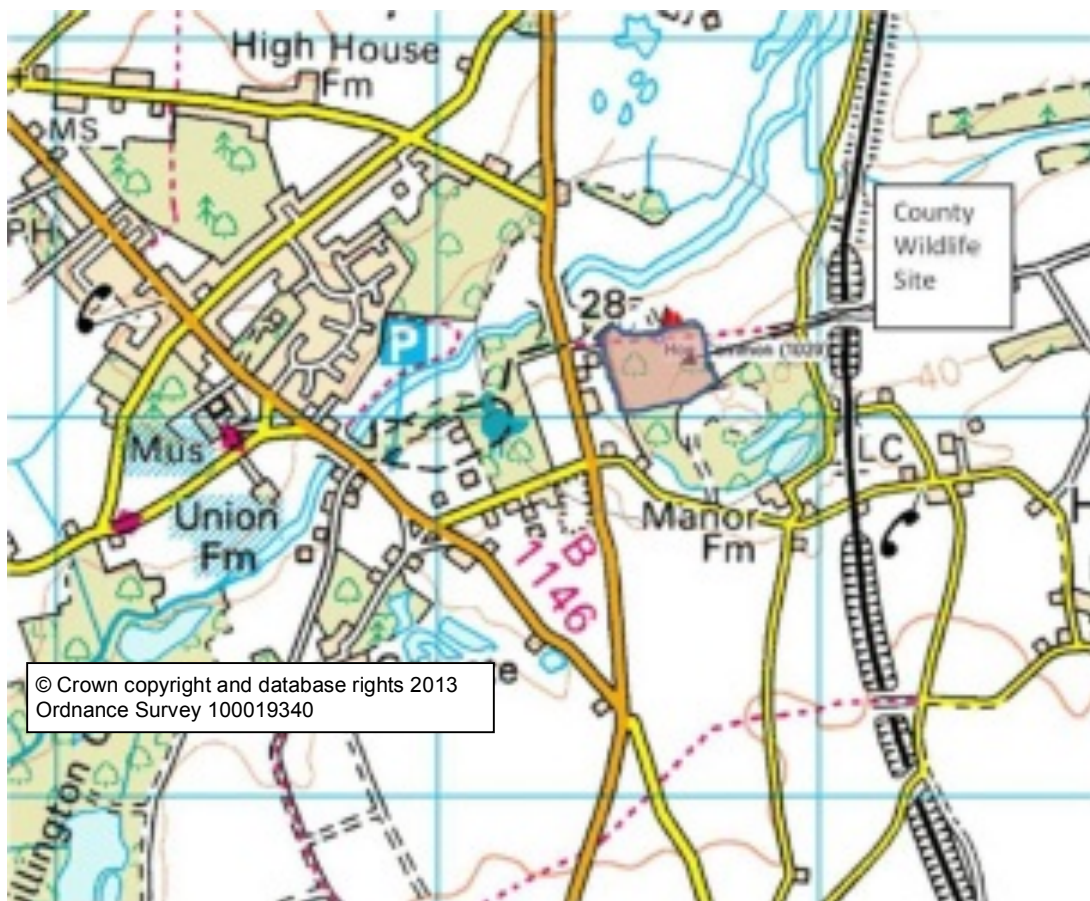 High House
Fm
MS
PH
County
Wildlife
Site
28
P
40
Mus
LC
Union
Fm
Manor
Fm
B
1146
© Crown copyright and database rights 2013
Ordnance Survey 100019340